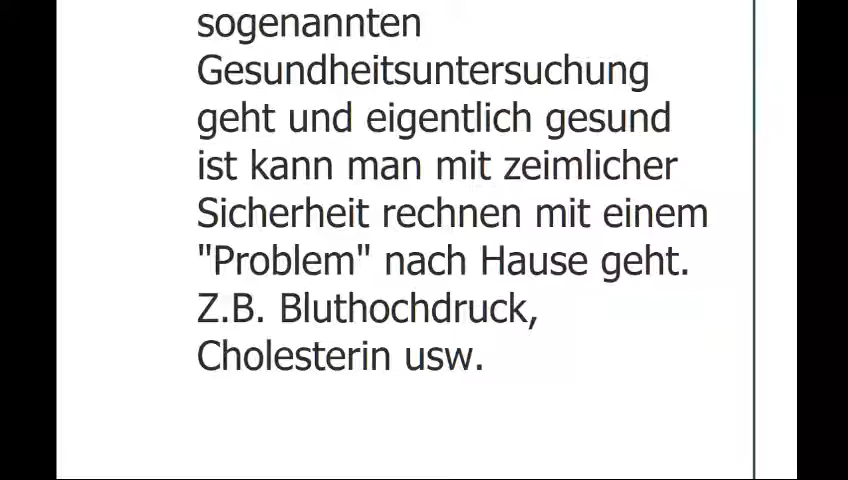 sogenannten
Gesundheitsuntersuchung
geht und eigentlich gesund
ist kann man mit zeimlicher
Sicherheit rechnen mit einem
"Problem" nach Hause geht.
Z.B. Bluthochdruck,
Cholesterin usw.